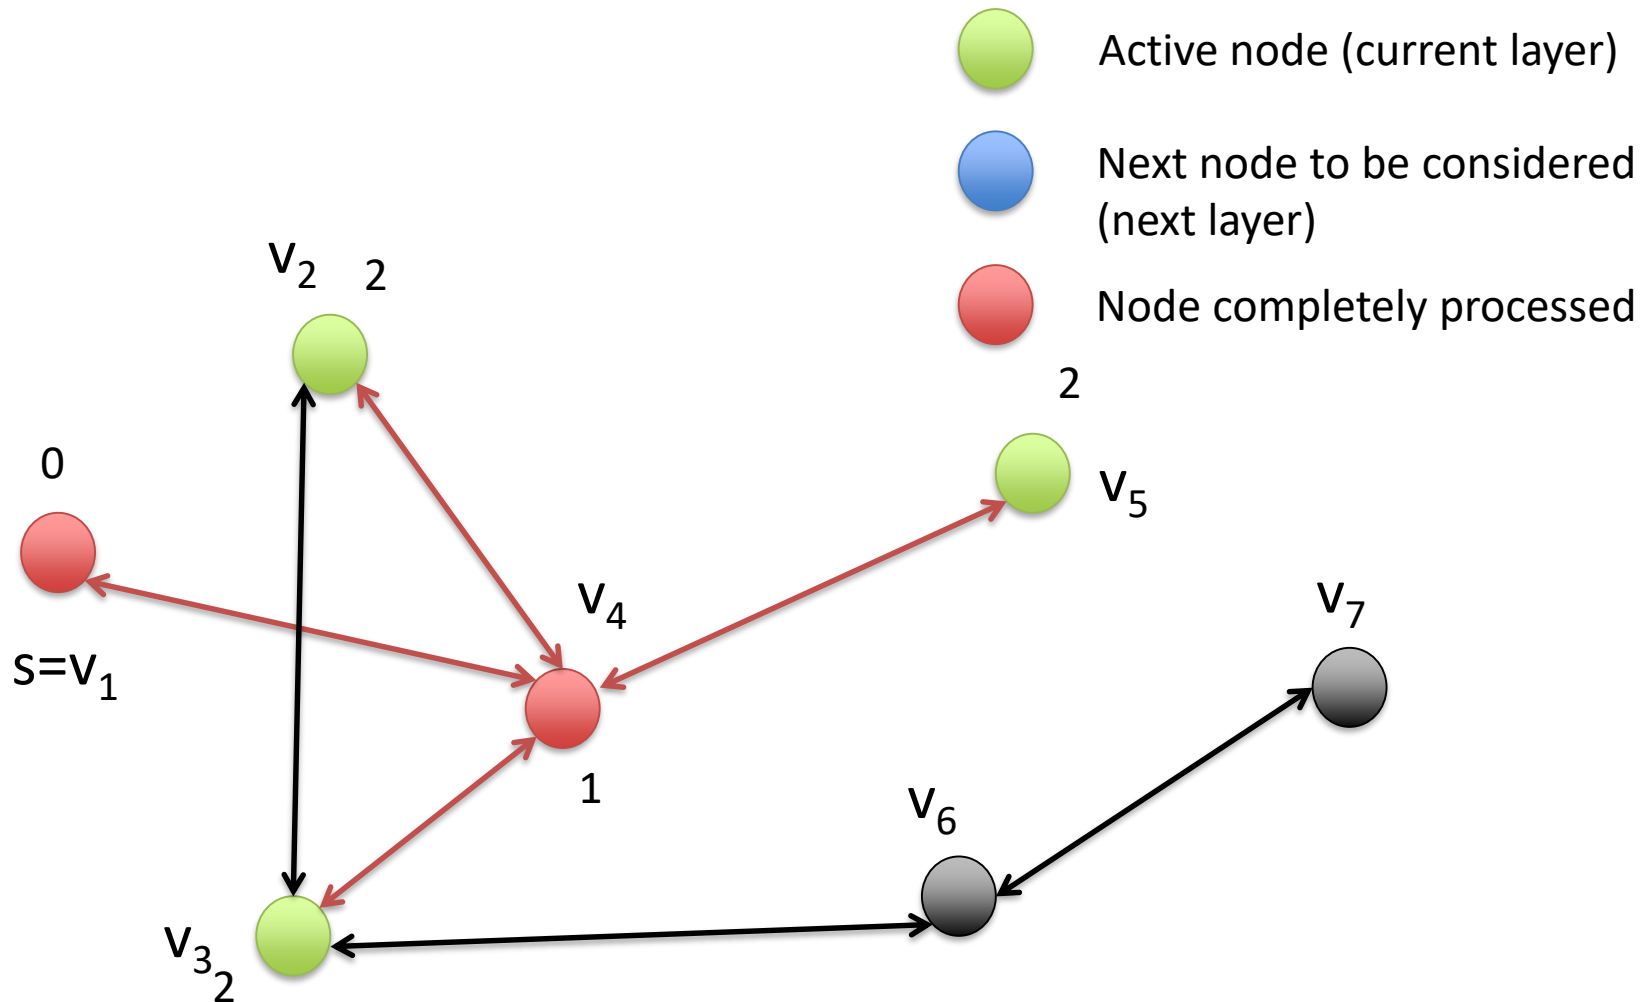 Active node (current layer)
Next node to be considered
(next layer)
Node completely processed
v₂ 2
2
0
v₅
v₄
v₇
s=v₁
1
v₆
v₃ 2